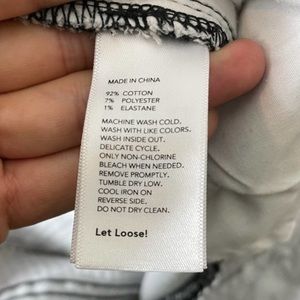 MADE IN CHINA
92% COTTON
7% POLYESTER
1% ELASTANE
MACHINE WASH COLD.
WASH WITH LIKE COLORS.
WASH INSIDE OUT.
DELICATE CYCLE.
ONLY NON-CHLORINE
BLEACH WHEN NEEDED.
REMOVE PROMPTLY.
TUMBLE DRY LOW.
COOL IRON ON
REVERSE SIDE.
DO NOT DRY CLEAN.
Let Loose!